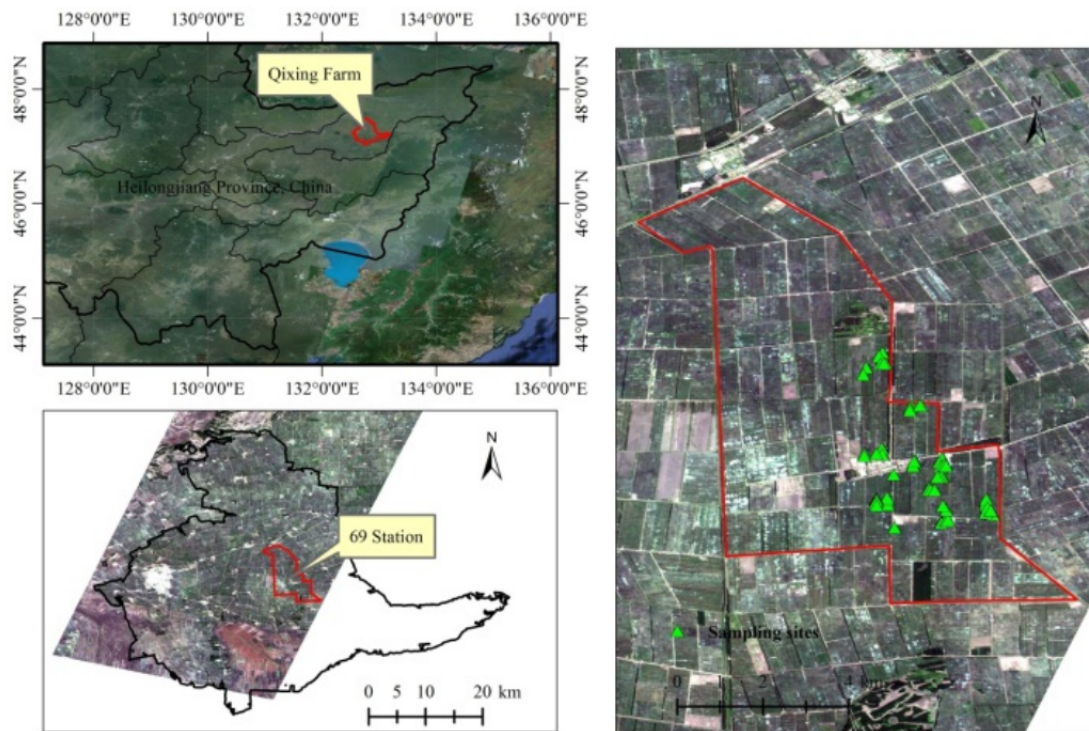 128°0'0"E 130°0'0"E 132°0'0"E 134°0'0"E 136°0'0"E
48°0'0"N
46°0'0"N
44°0'0"N
Qixing Farm
Heilongjiang Province, China
48°0'0"N
46°0'0"N
44°0'0"N
128°0'0"E 130°0'0"E 132°0'0"E 134°0'0"E 136°0'0"E
N
69 Station
0 5 10 20 km
N
Sampling sites
0 2 4 km